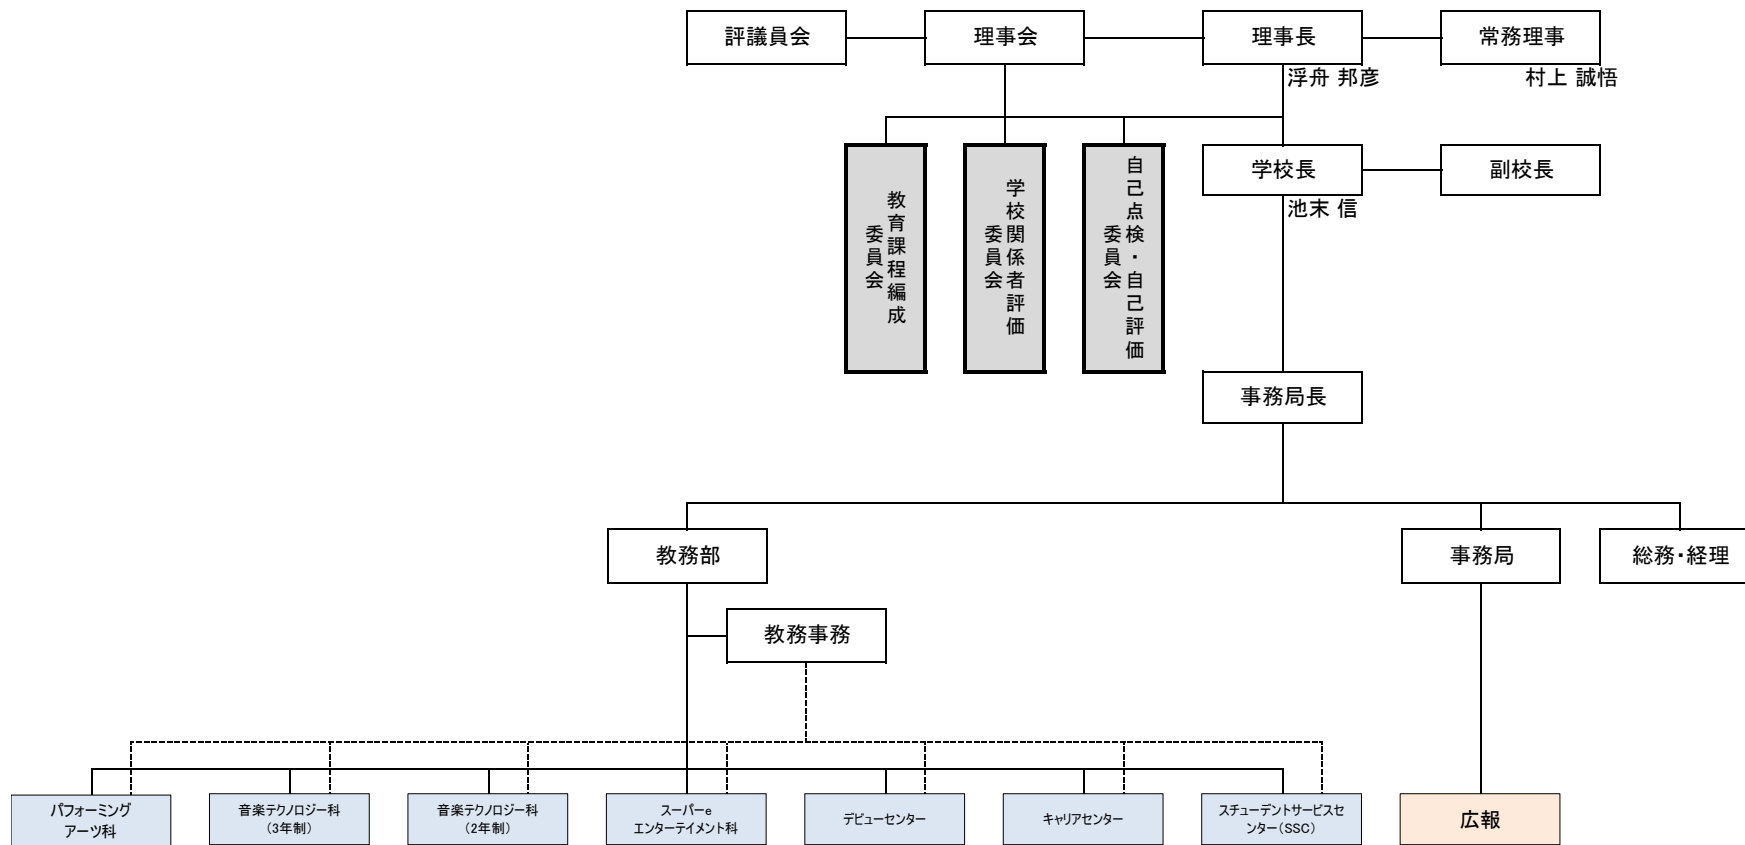 評議員会
理事会
理事長
常務理事
浮舟 邦彦
村上 誠悟
教育課程編成
委員会
学校関係者評価
委員会
自己点検・自己評価
委員会
学校長
副校長
池末 信
事務局長
教務部
事務局
総務・経理
教務事務
パフォーミング
アーツ科
音楽テクノロジー科
（3年制）
音楽テクノロジー科
（2年制）
スーパーe
エンターテイメント科
デビューセンター
キャリアセンター
スチューデントサービスセ
ンター（SSC）
広報